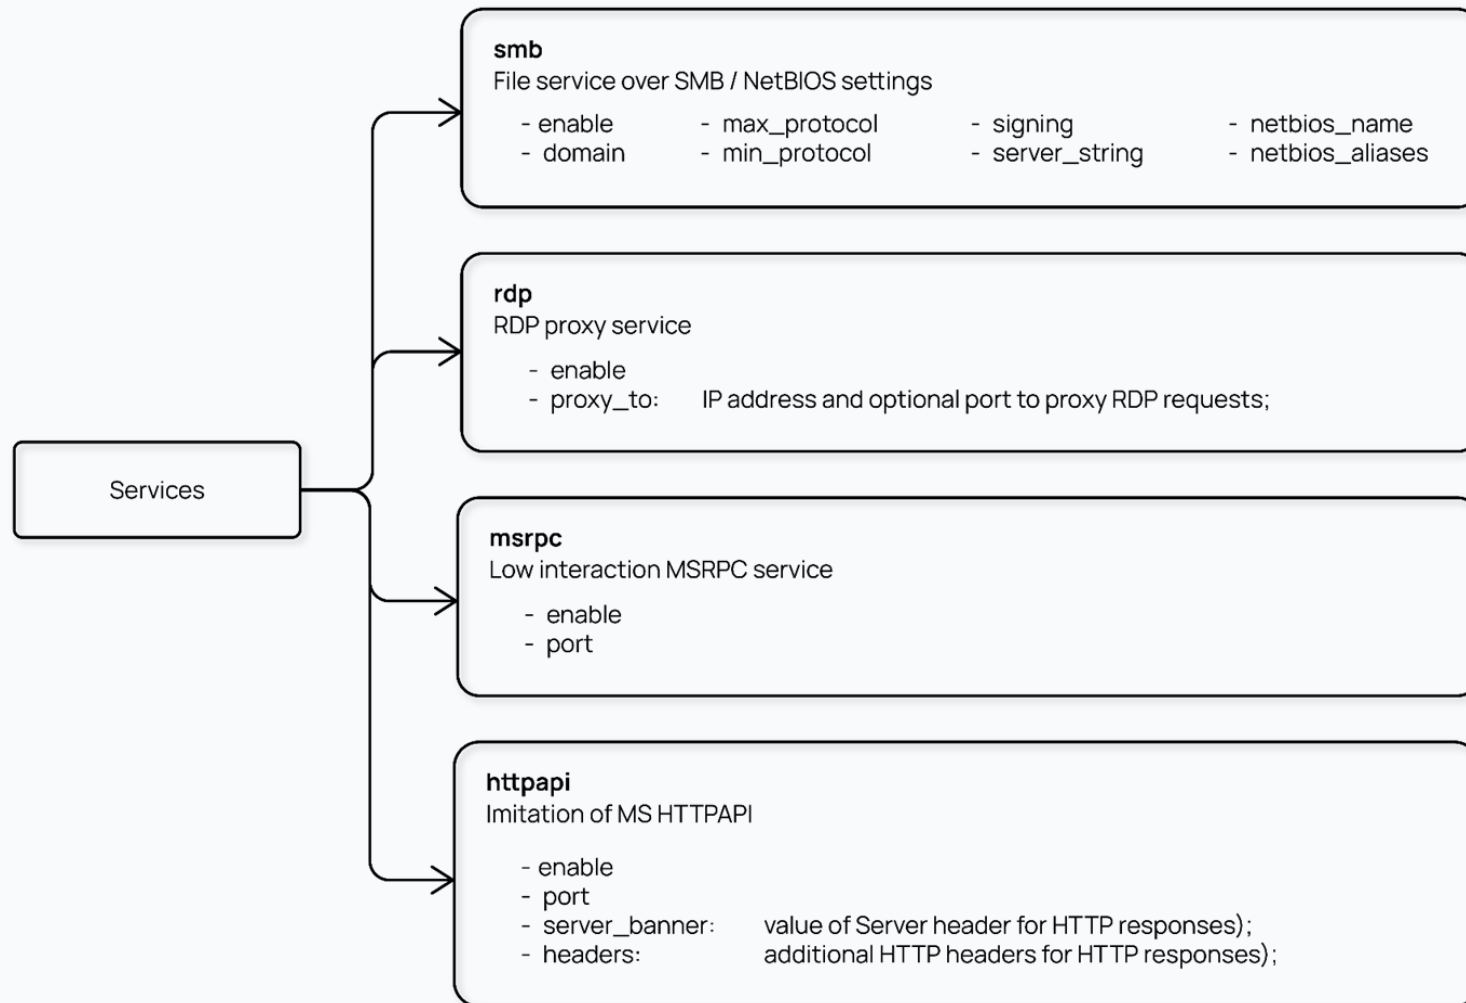 smb
File service over SMB / NetBIOS settings
- enable - max_protocol - signing - netbios_name
- domain - min_protocol - server_string - netbios_aliases
rdp
RDP proxy service
- enable
- proxy_to: IP address and optional port to proxy RDP requests;
Services
msrpc
Low interaction MSRPC service
- enable
- port
httpapi
Imitation of MS HTTPAPI
- enable
- port
- server_banner: value of Server header for HTTP responses);
- headers: additional HTTP headers for HTTP responses);